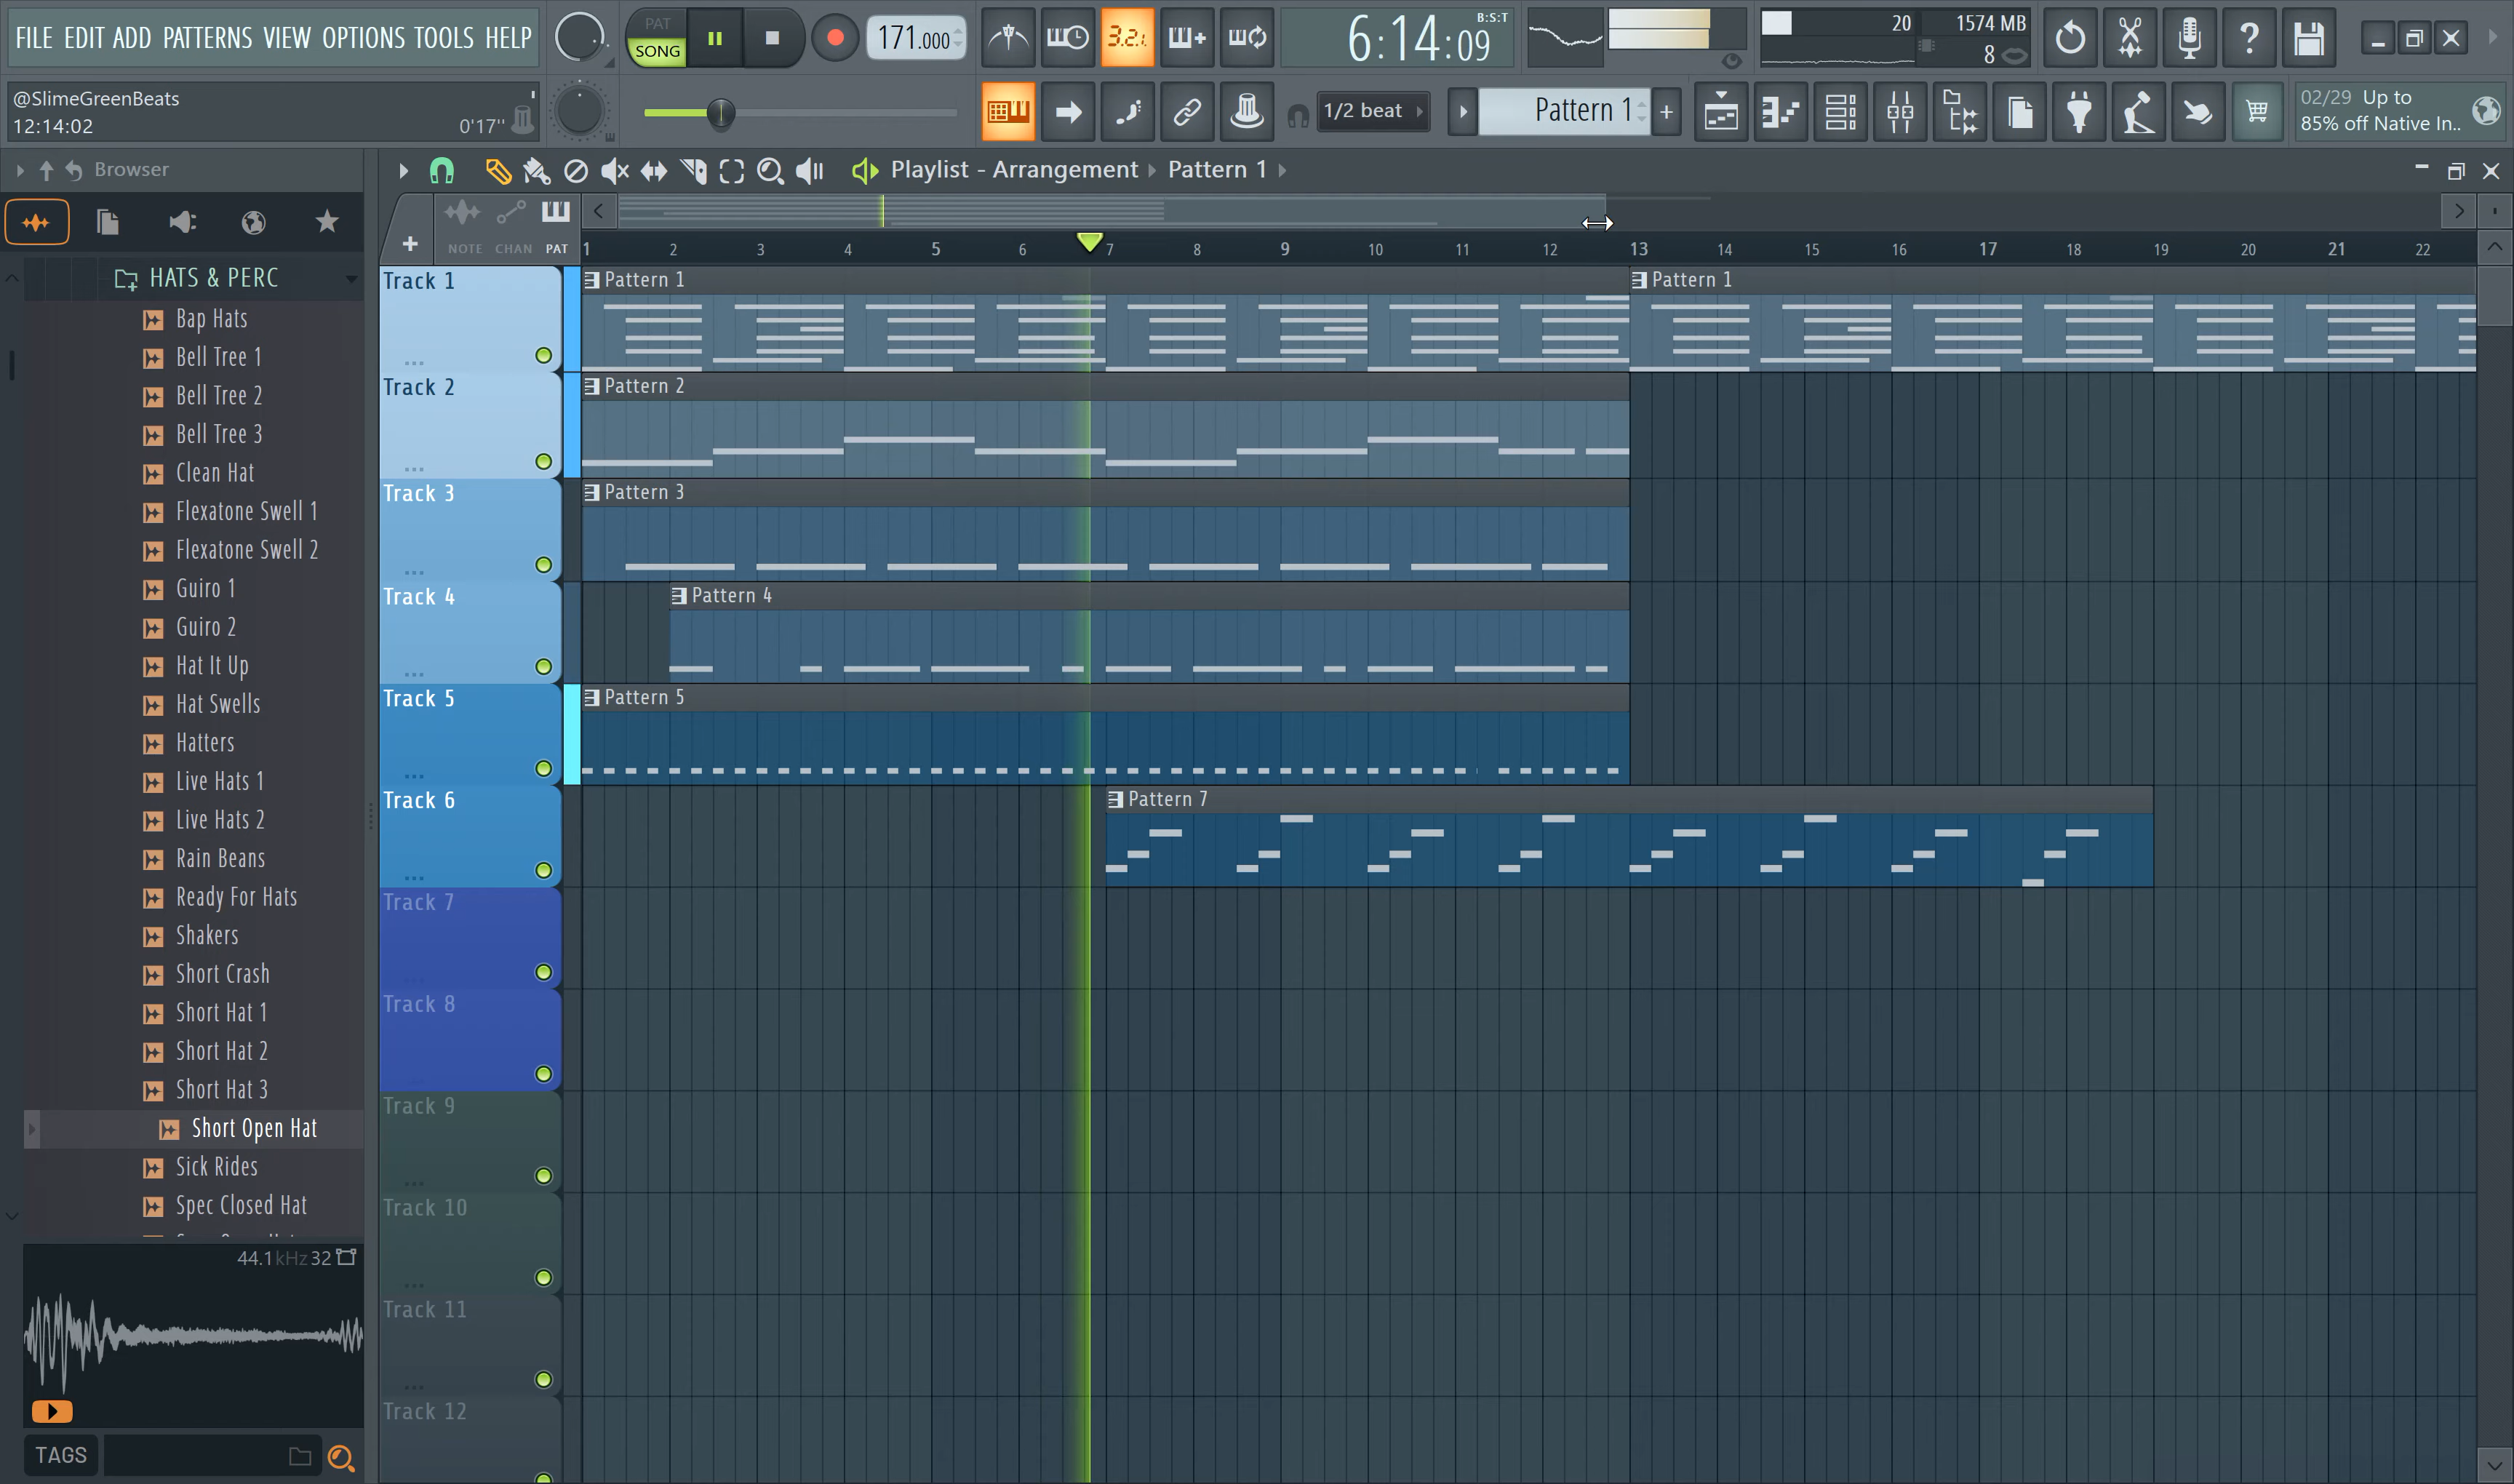 FILE EDIT ADD PATTERNS VIEW OPTIONS TOOLS HELP
PAT
SONG
171.000
3.2.
6:14:09
B:S:T
20
1574 MB
8
@SlimeGreenBeats
12:14:02
0'17"
1/2 beat
Pattern 1
02/29 Up to
85% off Native In..
Browser
Playlist - Arrangement
Pattern 1
NOTE
CHAN
PAT
1 2 3 4 5 6 7 8 9 10 11 12 13 14 15 16 17 18 19 20 21 22
HATS & PERC
Bap Hats
Bell Tree 1
Bell Tree 2
Bell Tree 3
Clean Hat
Flexatone Swell 1
Flexatone Swell 2
Guiro 1
Guiro 2
Hat It Up
Hat Swells
Hatters
Live Hats 1
Live Hats 2
Rain Beans
Ready For Hats
Shakers
Short Crash
Short Hat 1
Short Hat 2
Short Hat 3
Short Open Hat
Sick Rides
Spec Closed Hat
44.1kHz 32
TAGS
Track 1
Pattern 1
Pattern 1
Track 2
Pattern 2
Track 3
Pattern 3
Track 4
Pattern 4
Track 5
Pattern 5
Track 6
Pattern 7
Track 7
Track 8
Track 9
Track 10
Track 11
Track 12